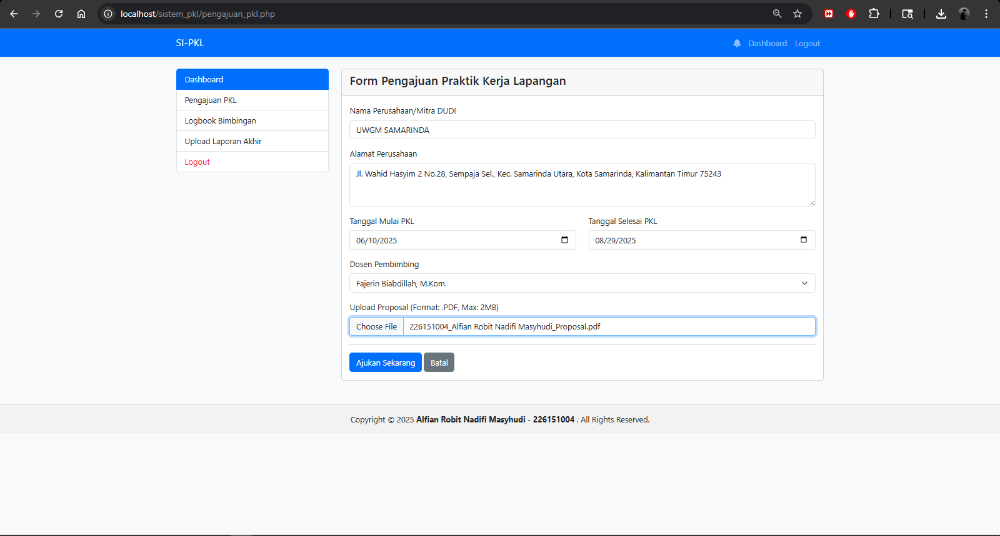 localhost/sistem_pkl/pengajuan_pkl.php
SI-PKL
Dashboard
Logout
Dashboard
Pengajuan PKL
Logbook Bimbingan
Upload Laporan Akhir
Logout
Form Pengajuan Praktik Kerja Lapangan
Nama Perusahaan/Mitra DUDI
UWGM SAMARINDA
Alamat Perusahaan
Jl. Wahid Hasyim 2 No.28, Sempaja Sel., Kec. Samarinda Utara, Kota Samarinda, Kalimantan Timur 75243
Tanggal Mulai PKL
06/10/2025
Tanggal Selesai PKL
08/29/2025
Dosen Pembimbing
Fajerin Biabdillah, M.Kom.
Upload Proposal (Format: .PDF, Max: 2MB)
Choose File 226151004_Alfian Robit Nadifi Masyhudi_Proposal.pdf
Ajukan Sekarang Batal
Copyright © 2025 Alfian Robit Nadifi Masyhudi - 226151004 . All Rights Reserved.